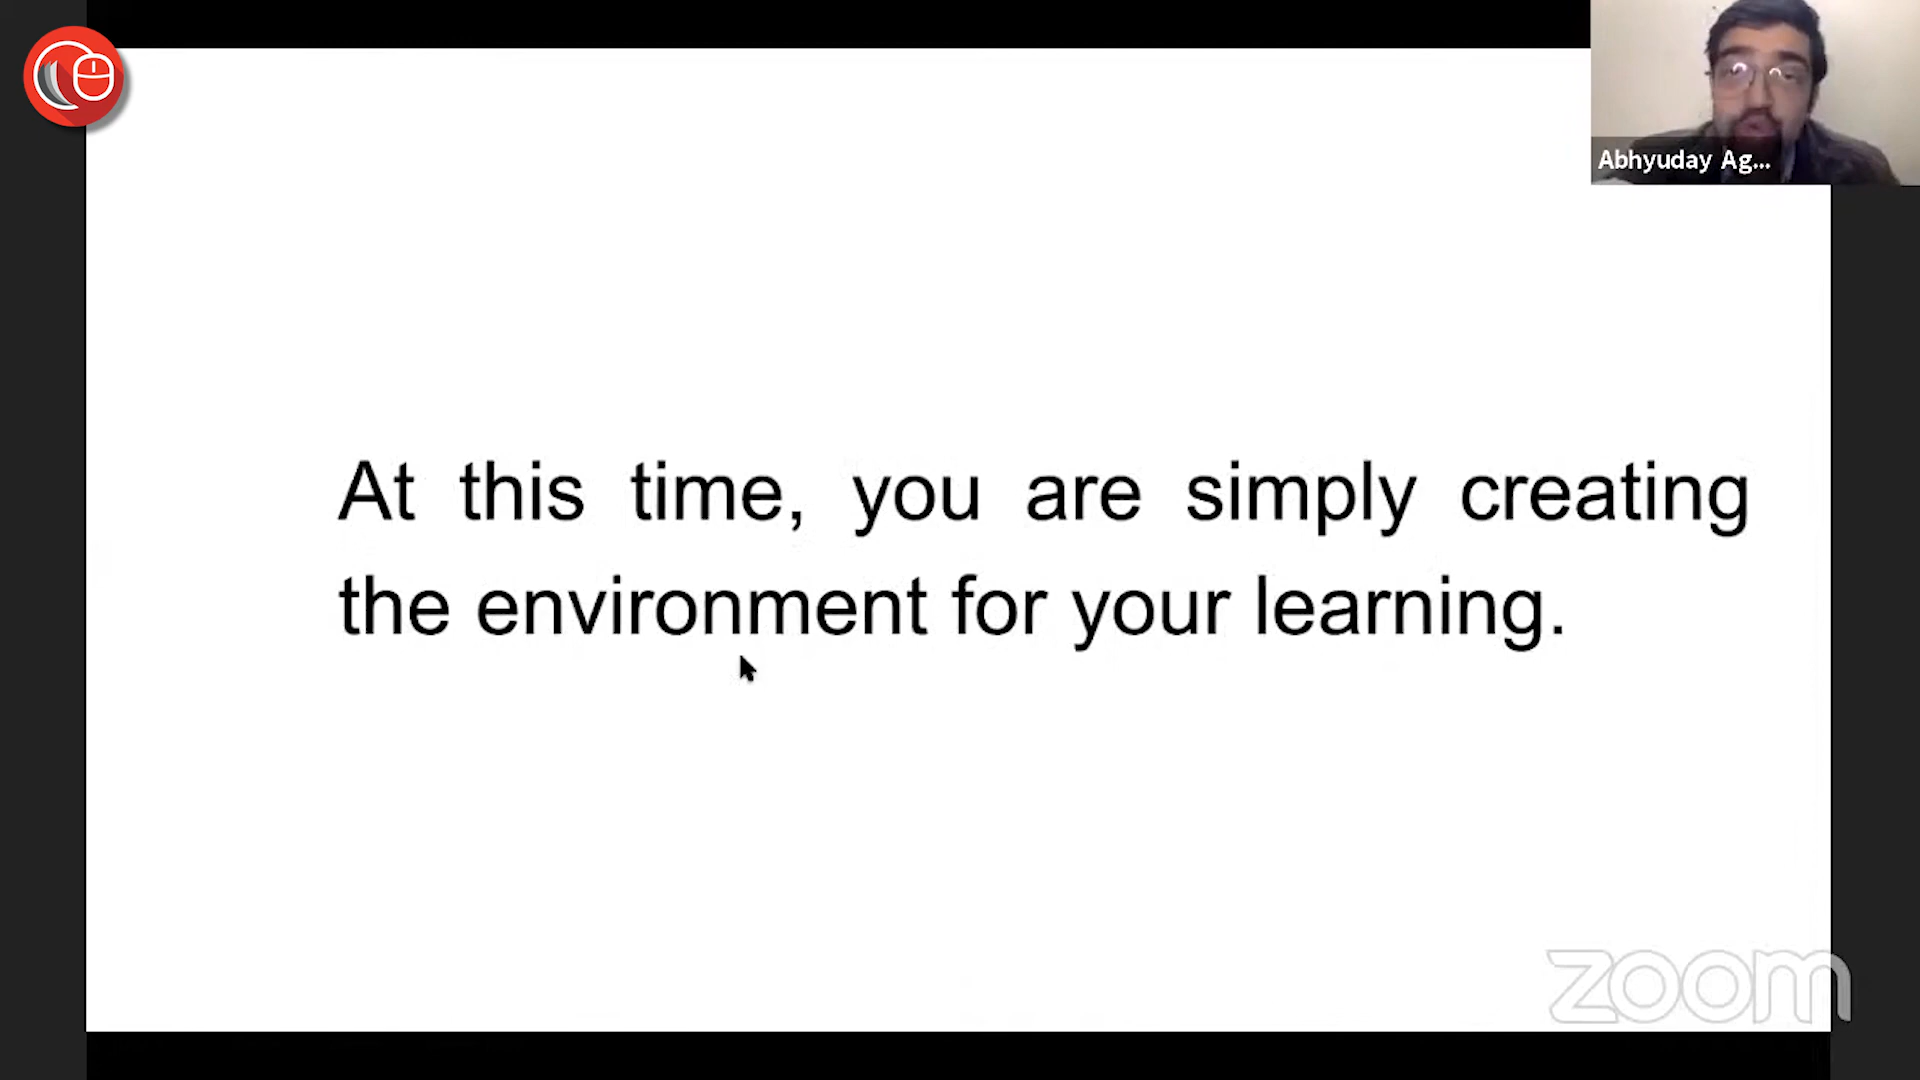 Abhyuday Ag...
At this time, you are simply creating
the environment for your learning.
zoom